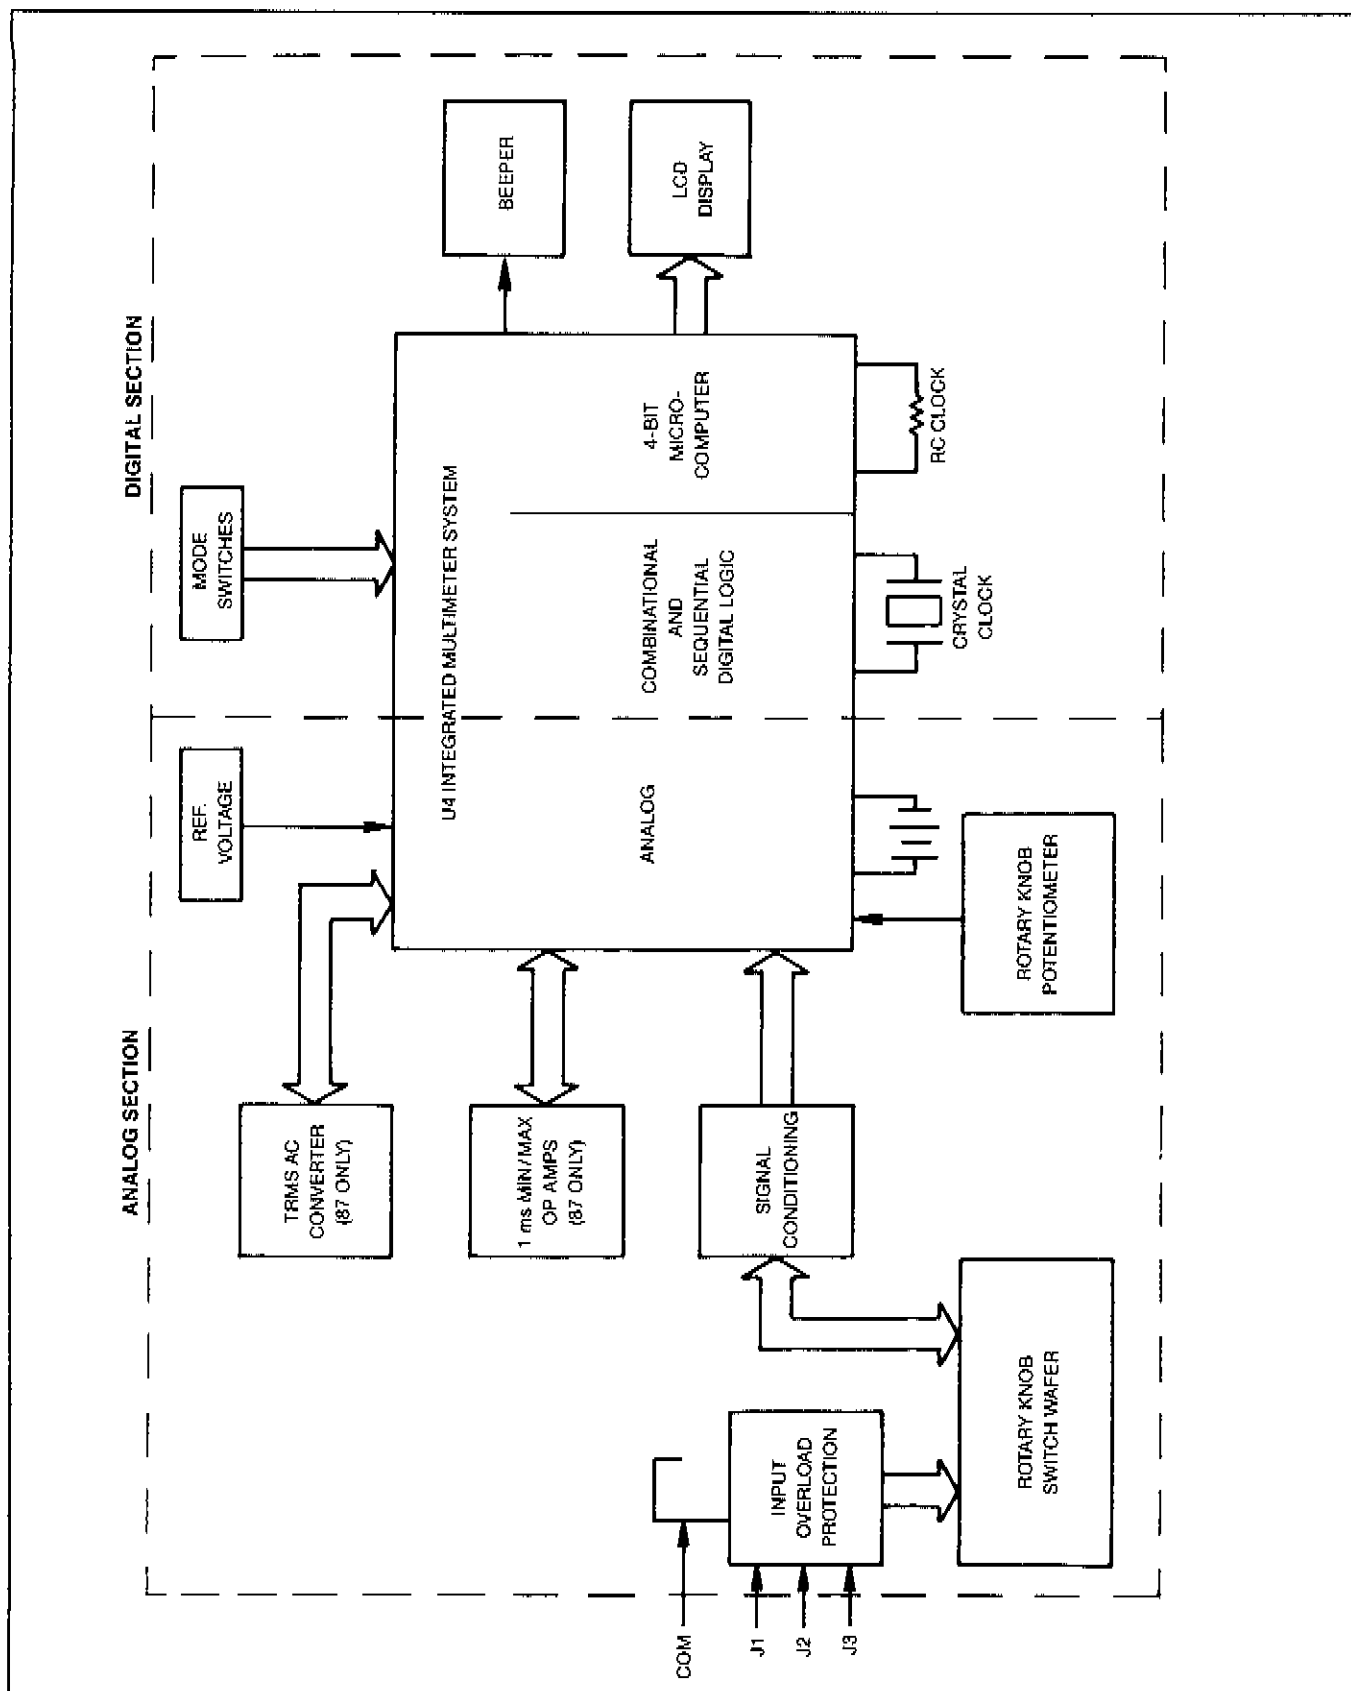 ANALOG SECTION
DIGITAL SECTION
TRMS AC
CONVERTER
(87 ONLY)
REF.
VOLTAGE
MODE
SWITCHES
1 ms MIN/MAX
OP AMPS
(87 ONLY)
U4 INTEGRATED MULTIMETER SYSTEM
ANALOG
COMBINATIONAL
AND
SEQUENTIAL
DIGITAL LOGIC
4-BIT
MICRO-
COMPUTER
BEEPER
LCD
DISPLAY
COM
J1
J2
J3
INPUT
OVERLOAD
PROTECTION
SIGNAL
CONDITIONING
CRYSTAL
CLOCK
RC CLOCK
ROTARY KNOB
SWITCH WAFER
ROTARY KNOB
POTENTIOMETER